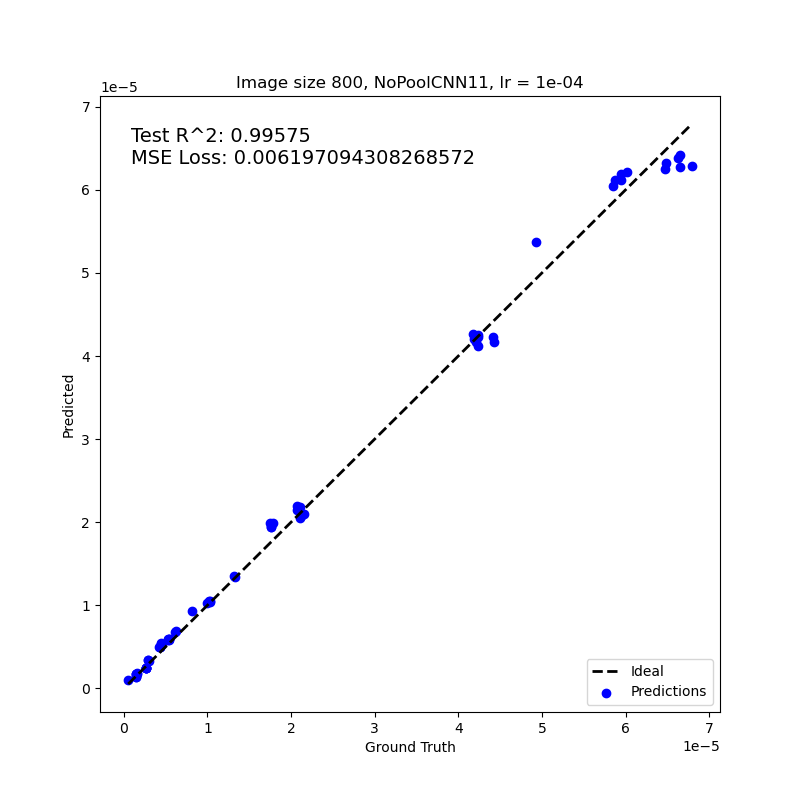 Image size 800, NoPoolCNN11, lr = 1e-04
1e−5
Test R^2: 0.99575
MSE Loss: 0.006197094308268572
7
6
5
4
3
2
1
0
Predicted
Ideal
Predictions
0 1 2 3 4 5 6 7
Ground Truth
1e−5